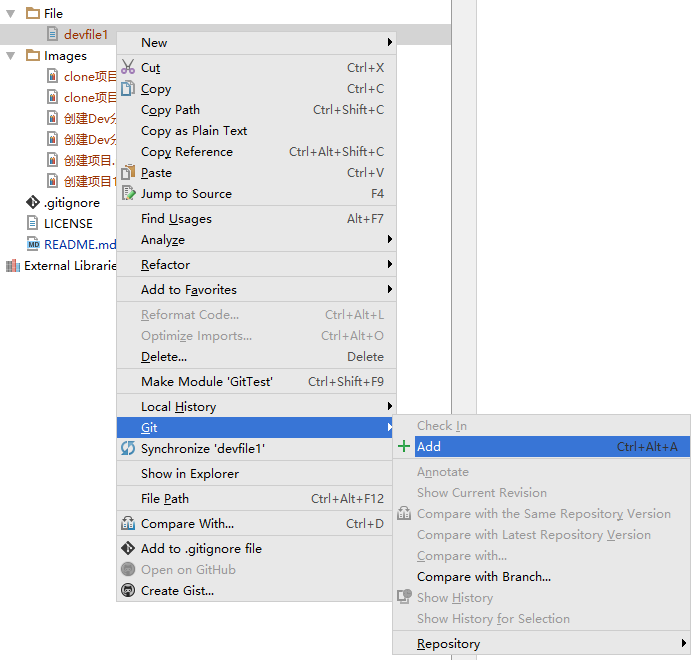 File
devfile1
Images
clone项目
clone项目
创建Dev分
创建Dev分
创建项目.
创建项目1
.gitignore
LICENSE
README.md
External Librarie
New
Cut Ctrl+X
Copy Ctrl+C
Copy Path Ctrl+Shift+C
Copy as Plain Text
Copy Reference Ctrl+Alt+Shift+C
Paste Ctrl+V
Jump to Source F4
Find Usages Alt+F7
Analyze
Refactor
Add to Favorites
Reformat Code... Ctrl+Alt+L
Optimize Imports... Ctrl+Alt+O
Delete... Delete
Make Module 'GitTest' Ctrl+Shift+F9
Local History
Git
Synchronize 'devfile1'
Show in Explorer
File Path Ctrl+Alt+F12
Compare With... Ctrl+D
Add to .gitignore file
Open on GitHub
Create Gist...
Check In
Add Ctrl+Alt+A
Annotate
Show Current Revision
Compare with the Same Repository Version
Compare with Latest Repository Version
Compare with...
Compare with Branch...
Show History
Show History for Selection
Repository